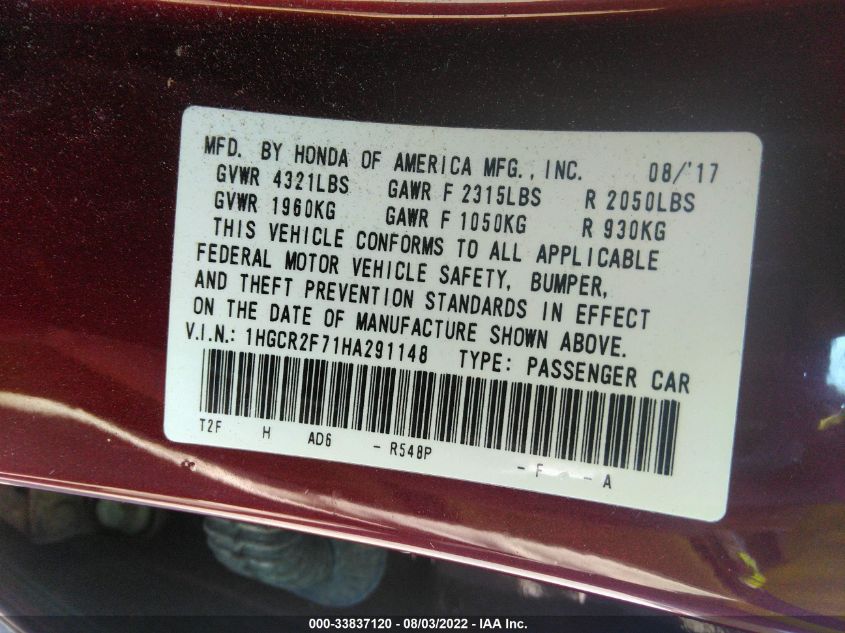 MFD. BY HONDA OF AMERICA MFG., INC. 08/'17
GVWR 4321LBS GAWR F 2315LBS R 2050LBS
GVWR 1960KG GAWR F 1050KG R 930KG
THIS VEHICLE CONFORMS TO ALL APPLICABLE
FEDERAL MOTOR VEHICLE SAFETY, BUMPER,
AND THEFT PREVENTION STANDARDS IN EFFECT
ON THE DATE OF MANUFACTURE SHOWN ABOVE.
V.I.N.: 1HGCR2F71HA291148 TYPE: PASSENGER CAR
T2F H AD6 - R548P - F - A
000-33837120 - 08/03/2022 - IAA Inc.